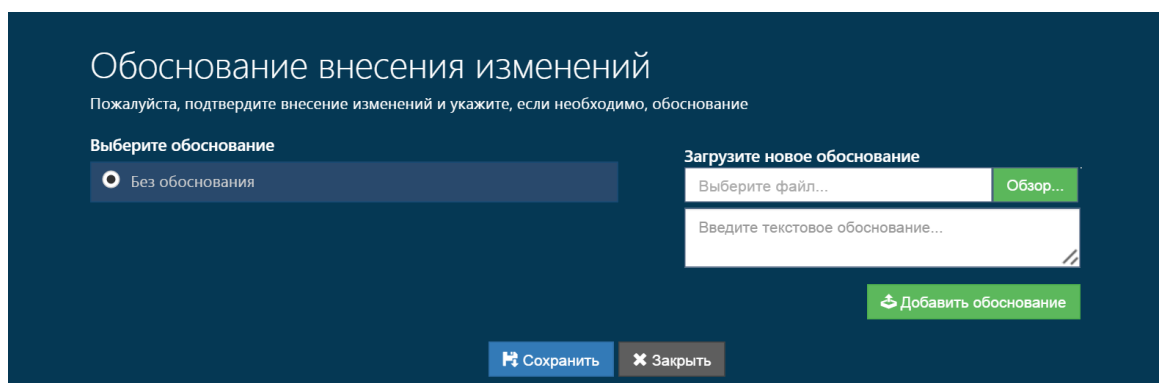 Обоснование внесения изменений
Пожалуйста, подтвердите внесение изменений и укажите, если необходимо, обоснование
Выберите обоснование
Без обоснования
Загрузите новое обоснование
Выберите файл...
Обзор...
Введите текстовое обоснование...
Добавить обоснование
Сохранить
Закрыть